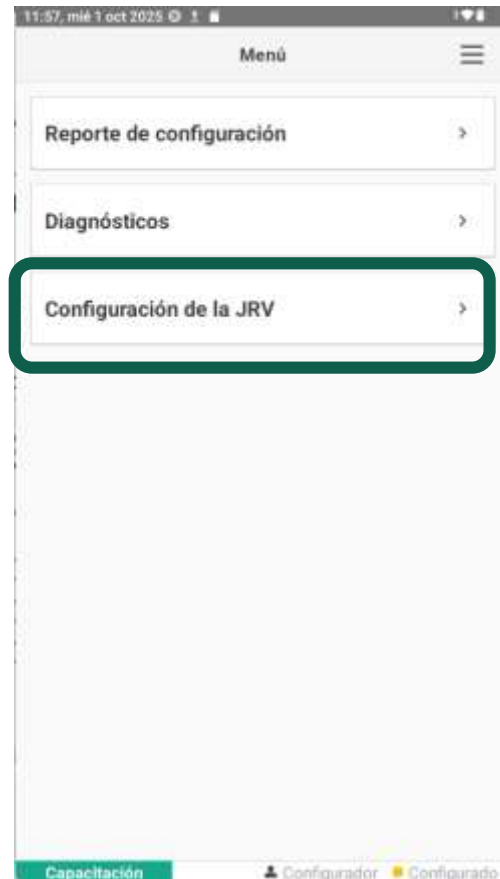 11:57, mié 1 oct 2025
Menú
Reporte de configuración
Diagnósticos
Configuración de la JRV
Capacitación Configurador Configurado